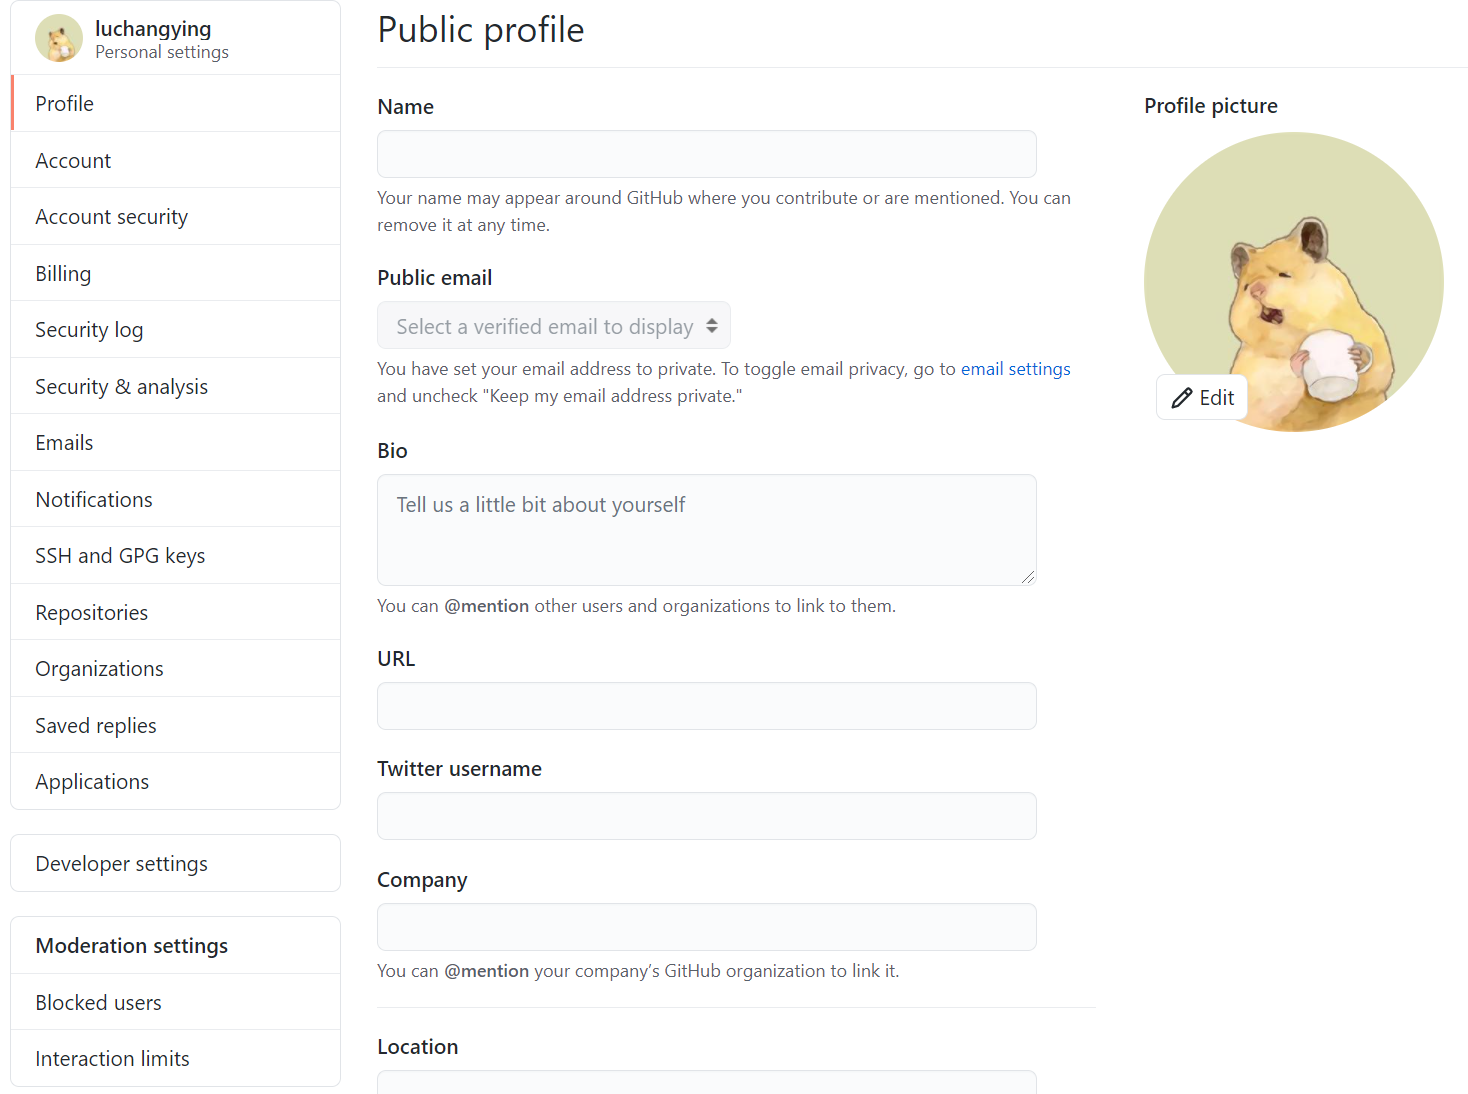 luchangying
Personal settings
Profile
Account
Account security
Billing
Security log
Security & analysis
Emails
Notifications
SSH and GPG keys
Repositories
Organizations
Saved replies
Applications
Developer settings
Moderation settings
Blocked users
Interaction limits
Public profile
Name
Your name may appear around GitHub where you contribute or are mentioned. You can
remove it at any time.
Public email
Select a verified email to display
You have set your email address to private. To toggle email privacy, go to email settings
and uncheck "Keep my email address private."
Bio
Tell us a little bit about yourself
You can @mention other users and organizations to link to them.
URL
Twitter username
Company
You can @mention your company’s GitHub organization to link it.
Location
Profile picture
Edit